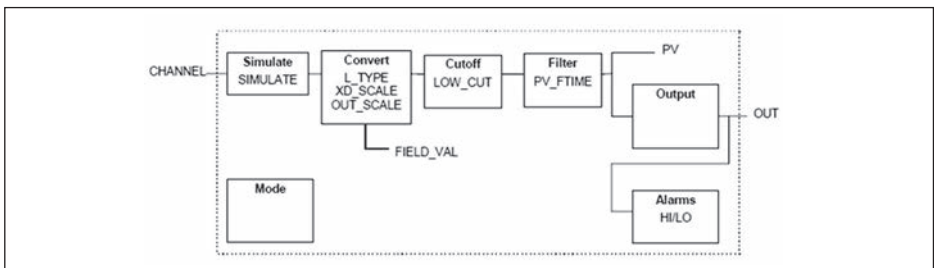 CHANNEL
Simulate
SIMULATE
Convert
L_TYPE
XD_SCALE
OUT_SCALE
FIELD_VAL
Cutoff
LOW_CUT
Filter
PV_FTIME
PV
Output
OUT
Mode
Alarms
HI/LO